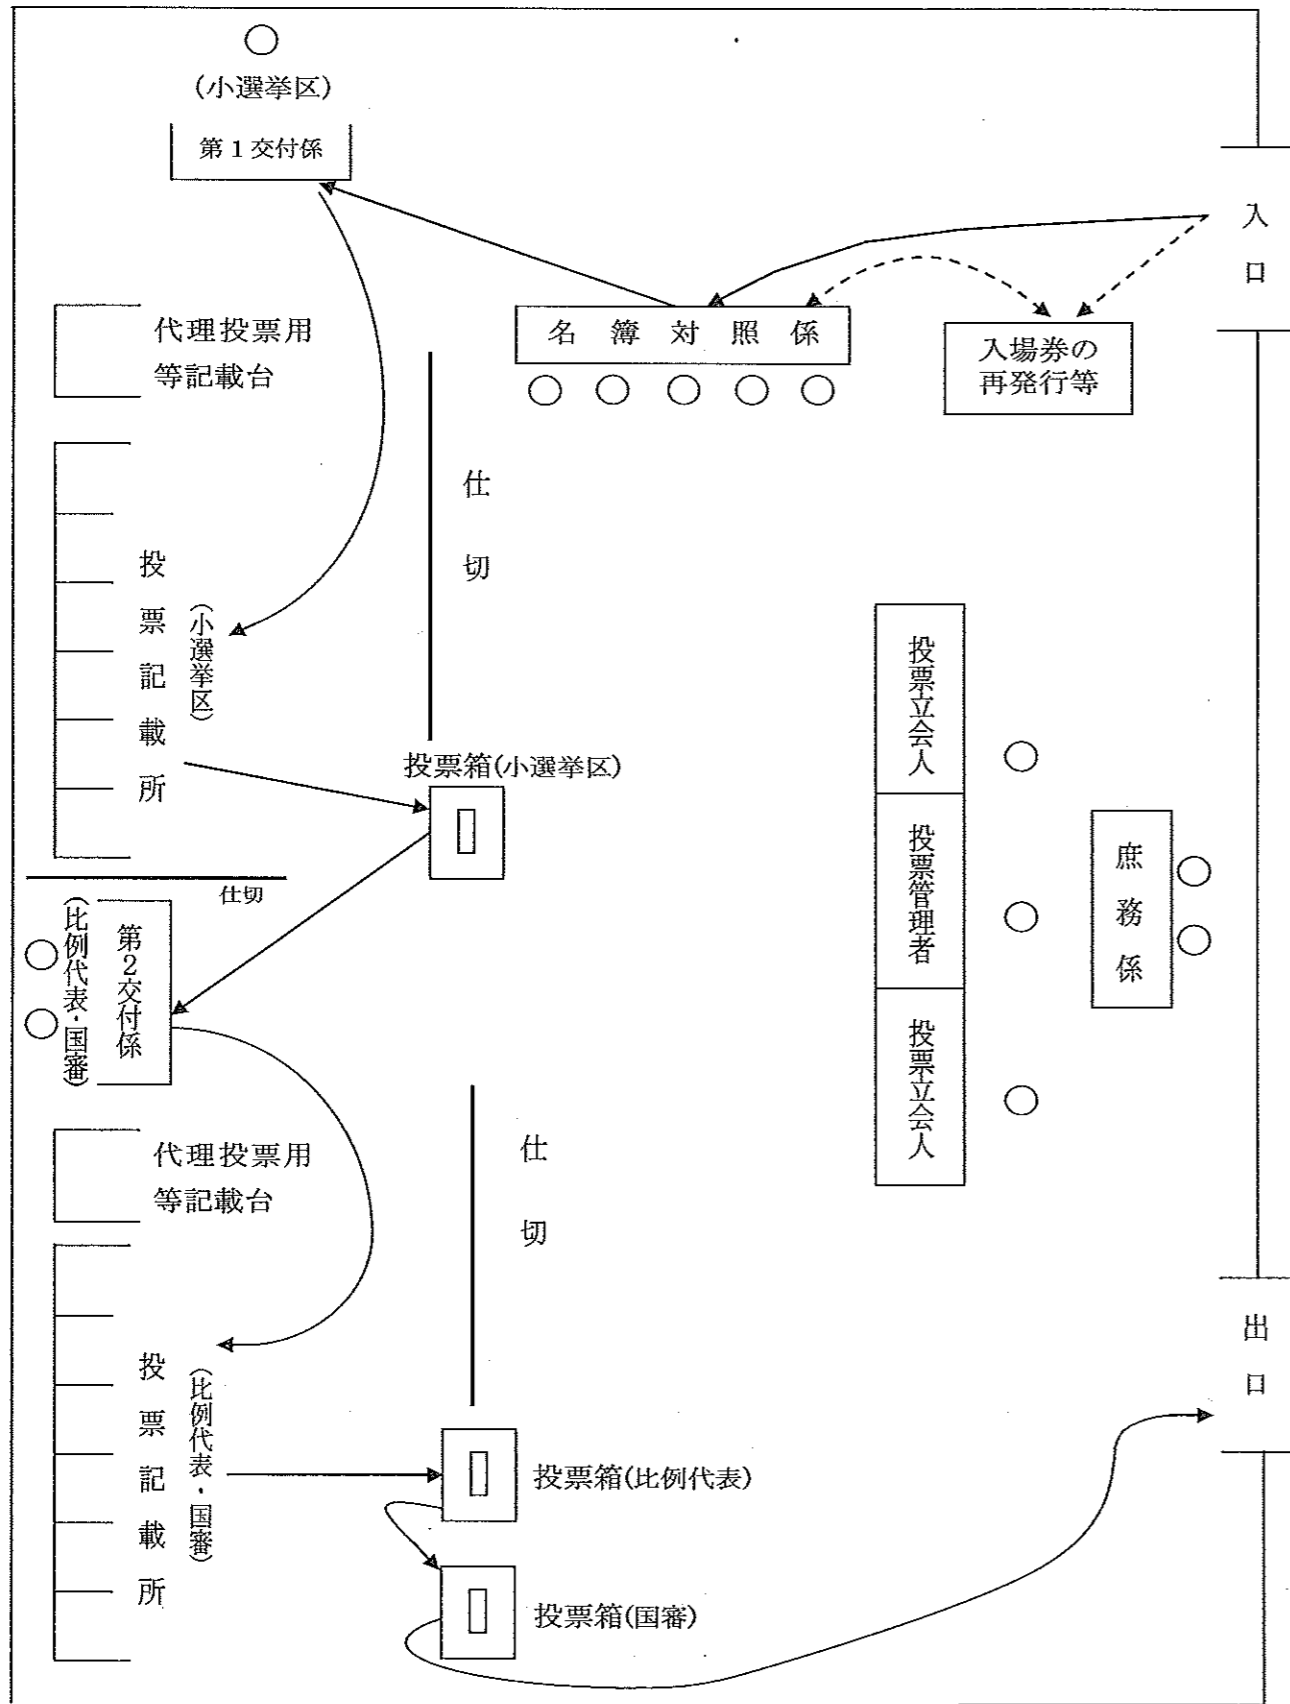 (小選挙区)
第1交付係
入口
名簿対照係
入場券の
再発行等
代理投票用
等記載台
仕切
投票記載所
(小選挙区)
投票箱(小選挙区)
仕切
第2交付係
(比例代表・国審)
投票立会人
投票管理者
投票立会人
庶務係
代理投票用
等記載台
仕切
投票記載所
(比例代表・国審)
投票箱(比例代表)
投票箱(国審)
出口